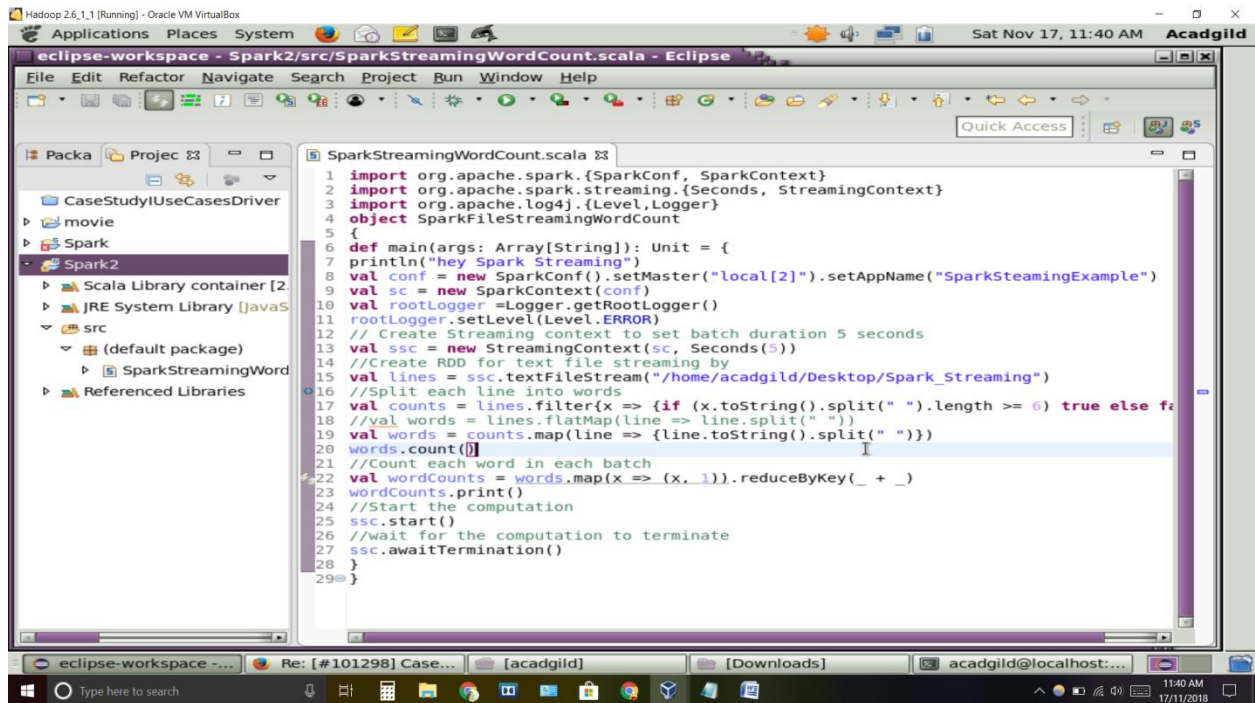 Hadoop 2.6_1_1 [Running] - Oracle VM VirtualBox
Applications Places System Sat Nov 17, 11:40 AM Acadgild
eclipse-workspace - Spark2/src/SparkStreamingWordCount.scala - Eclipse
File Edit Refactor Navigate Search Project Run Window Help
Quick Access
Packa Projec
CaseStudyIUseCasesDriver
movie
Spark
Spark2
Scala Library container [2.
JRE System Library [JavaS
src
(default package)
SparkStreamingWord
Referenced Libraries
SparkStreamingWordCount.scala
1 import org.apache.spark.{SparkConf, SparkContext}
2 import org.apache.spark.streaming.{Seconds, StreamingContext}
3 import org.apache.log4j.{Level,Logger}
4 object SparkFileStreamingWordCount
5 {
6 def main(args: Array[String]): Unit = {
7 println("hey Spark Streaming")
8 val conf = new SparkConf().setMaster("local[2]").setAppName("SparkSteamingExample")
9 val sc = new SparkContext(conf)
10 val rootLogger =Logger.getRootLogger()
11 rootLogger.setLevel(Level.ERROR)
12 // Create Streaming context to set batch duration 5 seconds
13 val ssc = new StreamingContext(sc, Seconds(5))
14 //Create RDD for text file streaming by
15 val lines = ssc.textFileStream("/home/acadgild/Desktop/Spark_Streaming")
16 //Split each line into words
17 val counts = lines.filter{x => {if (x.toString().split(" ").length >= 6) true else fa
18 //val words = lines.flatMap(line => line.split(" "))
19 val words = counts.map(line => {line.toString().split(" ")})
20 words.count()
21 //Count each word in each batch
22 val wordCounts = words.map(x => (x, 1)).reduceByKey(_ + _)
23 wordCounts.print()
24 //Start the computation
25 ssc.start()
26 //wait for the computation to terminate
27 ssc.awaitTermination()
28 }
29 }
eclipse-workspace -... Re: [#101298] Case... [acadgild] [Downloads] acadgild@localhost:...
Type here to search 11:40 AM
17/11/2018